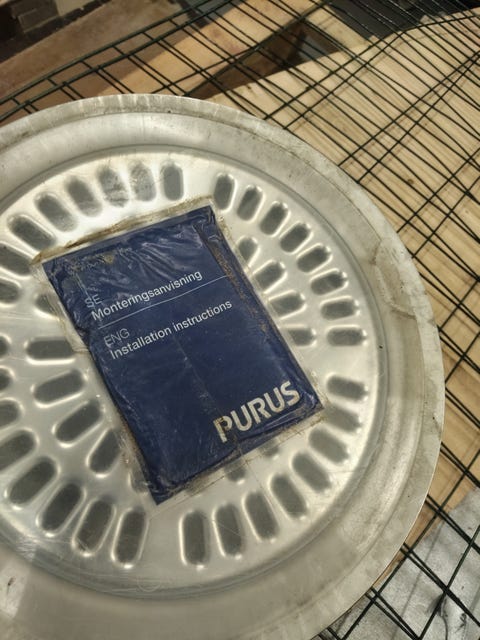 SE
Monteringsanvisning
ENG
Installation instructions
PURUS